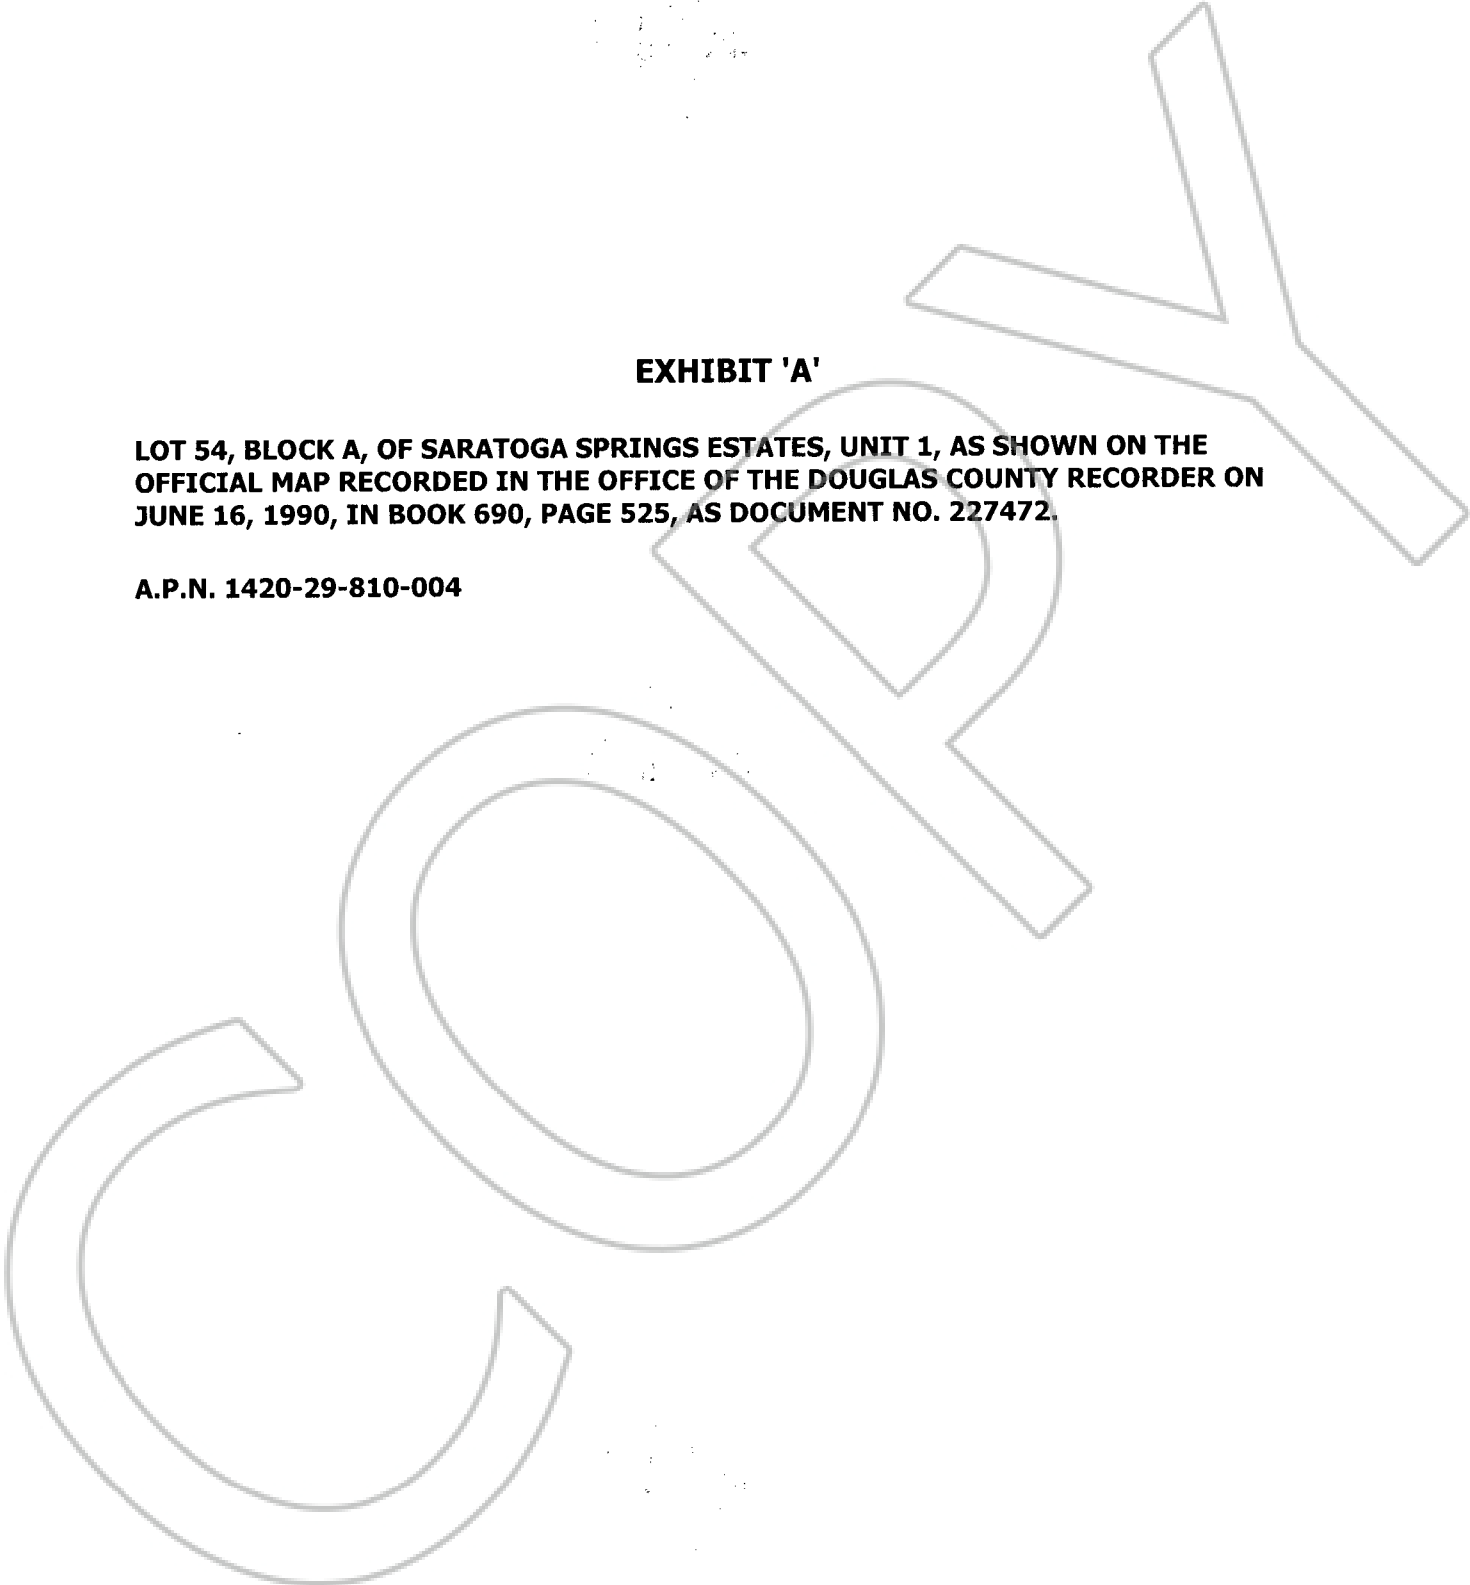 EXHIBIT 'A'
LOT 54, BLOCK A, OF SARATOGA SPRINGS ESTATES, UNIT 1, AS SHOWN ON THE
OFFICIAL MAP RECORDED IN THE OFFICE OF THE DOUGLAS COUNTY RECORDER ON
JUNE 16, 1990, IN BOOK 690, PAGE 525, AS DOCUMENT NO. 227472.
A.P.N. 1420-29-810-004
COPY